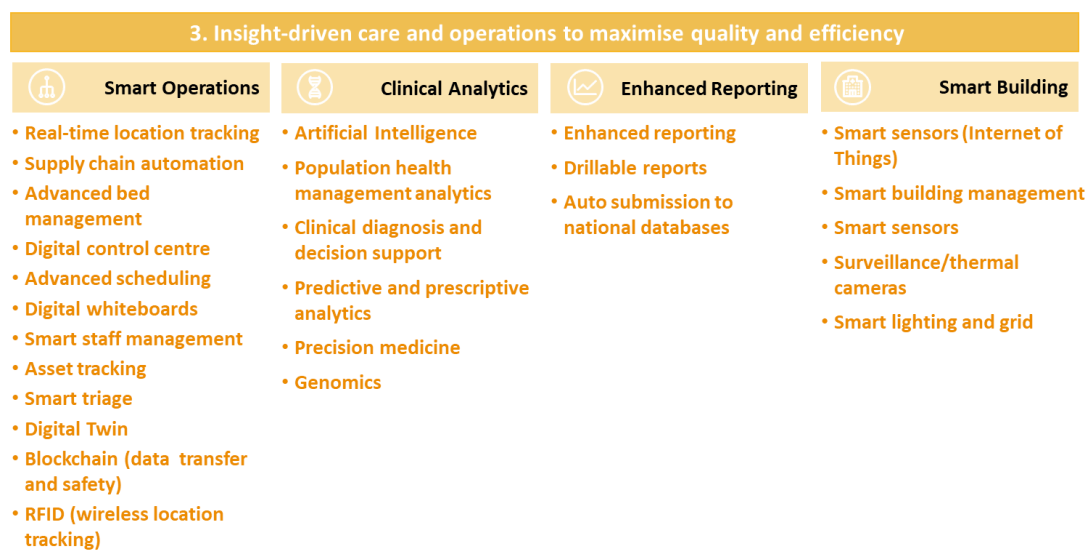 3. Insight-driven care and operations to maximise quality and efficiency
Smart Operations
• Real-time location tracking
• Supply chain automation
• Advanced bed
management
• Digital control centre
• Advanced scheduling
• Digital whiteboards
• Smart staff management
• Asset tracking
• Smart triage
• Digital Twin
• Blockchain (data transfer
and safety)
• RFID (wireless location
tracking)
Clinical Analytics
• Artificial Intelligence
• Population health
management analytics
• Clinical diagnosis and
decision support
• Predictive and prescriptive
analytics
• Precision medicine
• Genomics
Enhanced Reporting
• Enhanced reporting
• Drillable reports
• Auto submission to
national databases
Smart Building
• Smart sensors (Internet of
Things)
• Smart building management
• Smart sensors
• Surveillance/thermal
cameras
• Smart lighting and grid